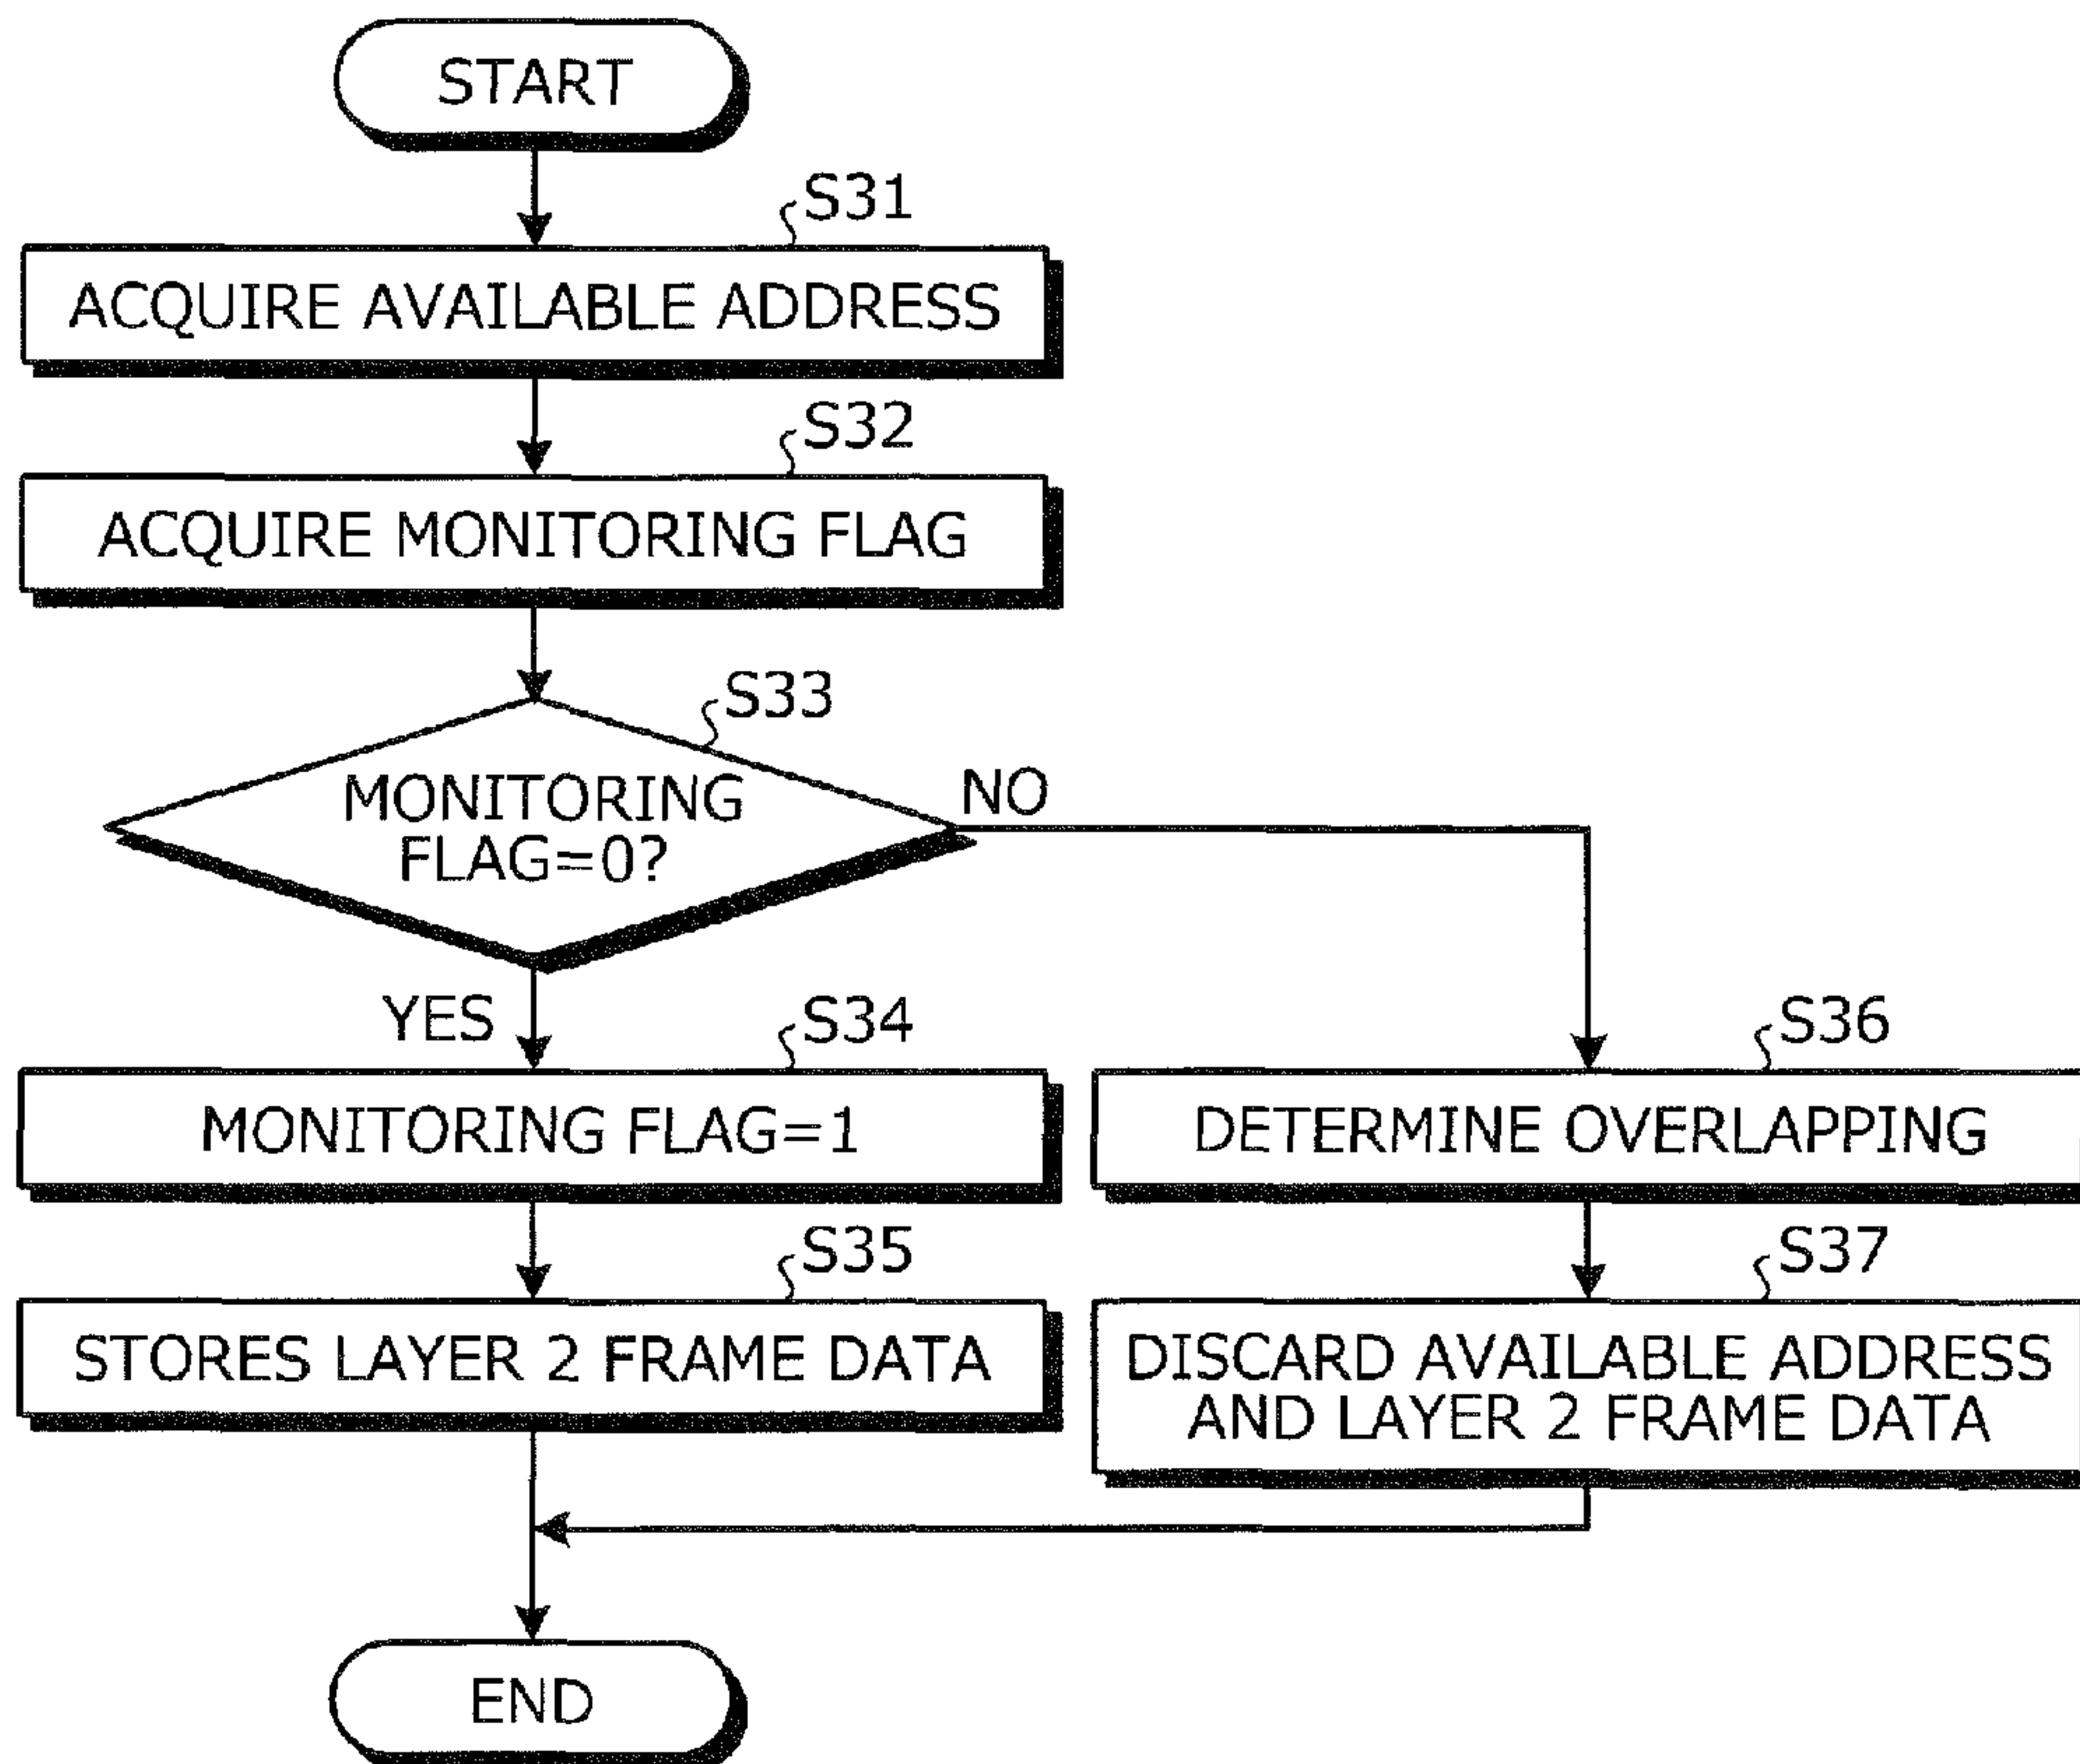 START
S31
ACQUIRE AVAILABLE ADDRESS
S32
ACQUIRE MONITORING FLAG
S33
MONITORING
FLAG=0?
NO
YES
S34
MONITORING FLAG=1
S35
STORES LAYER 2 FRAME DATA
S36
DETERMINE OVERLAPPING
S37
DISCARD AVAILABLE ADDRESS
AND LAYER 2 FRAME DATA
END